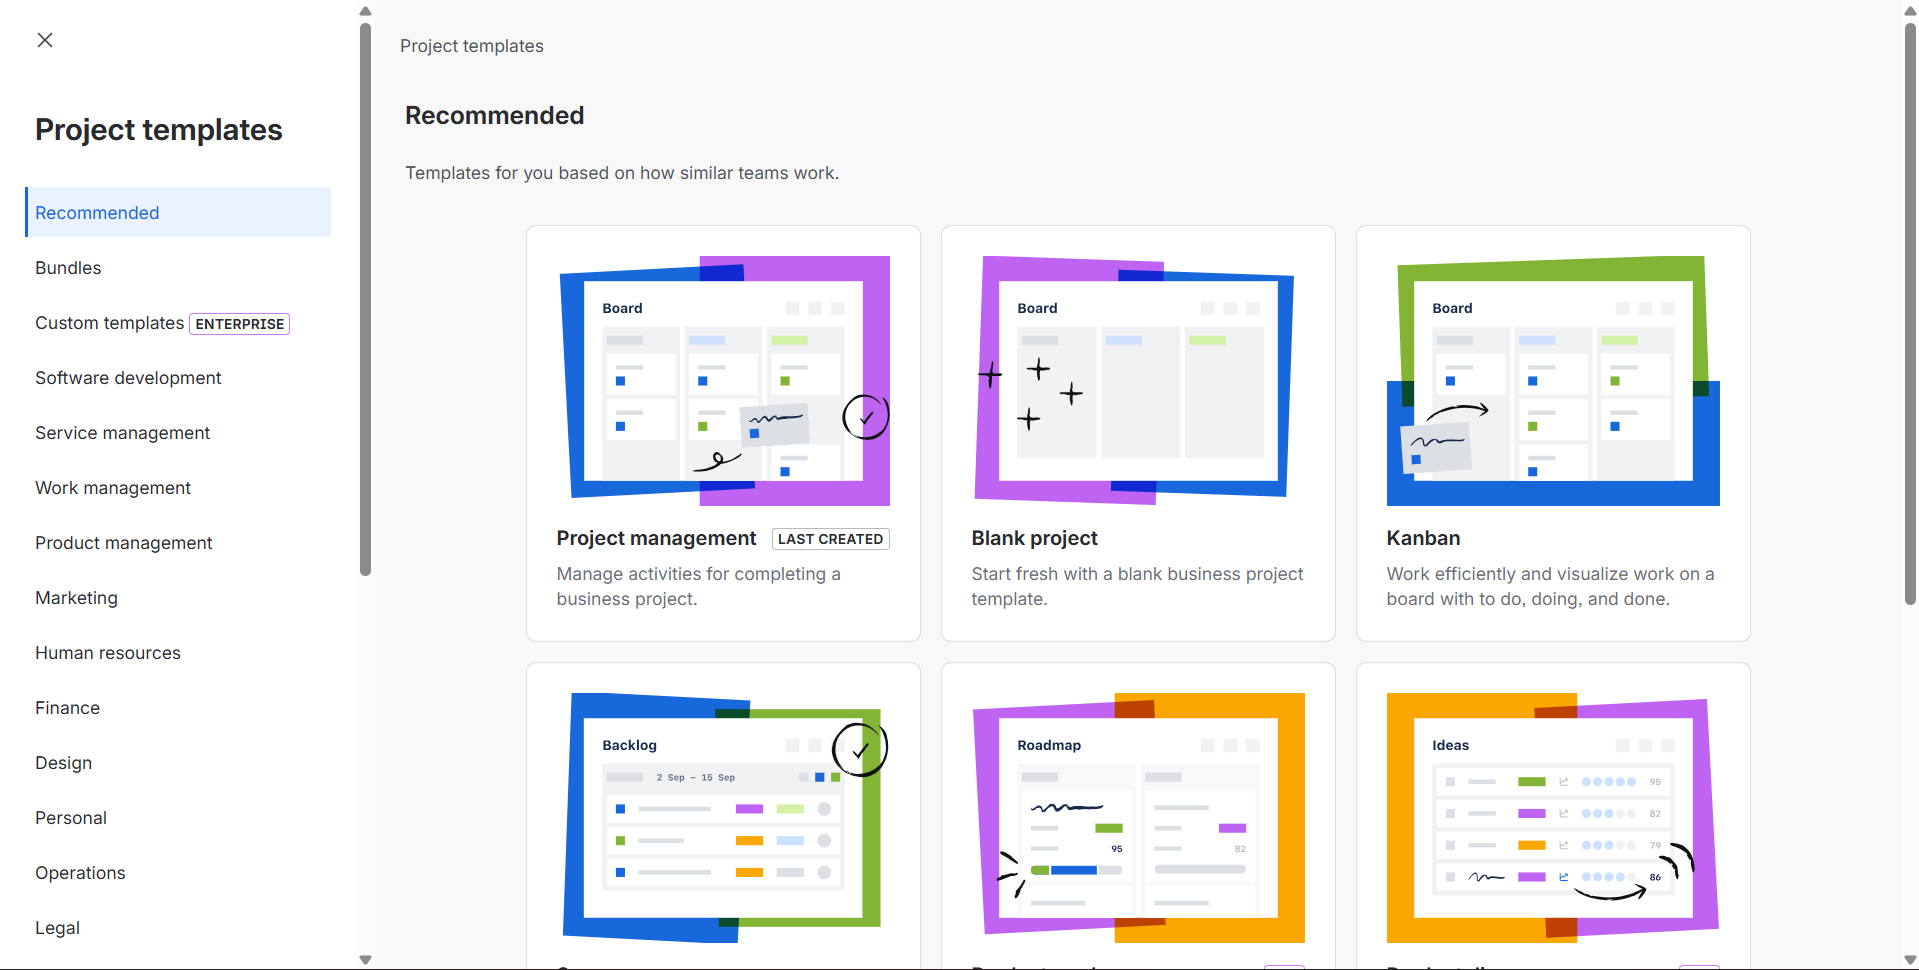 Project templates
Recommended
Bundles
Custom templates ENTERPRISE
Software development
Service management
Work management
Product management
Marketing
Human resources
Finance
Design
Personal
Operations
Legal
Project templates
Recommended
Templates for you based on how similar teams work.
Board
Project management LAST CREATED
Manage activities for completing a
business project.
Board
Blank project
Start fresh with a blank business project
template.
Board
Kanban
Work efficiently and visualize work on a
board with to do, doing, and done.
Backlog
2 Sep – 15 Sep
Roadmap
95
82
Ideas
95
82
79
86